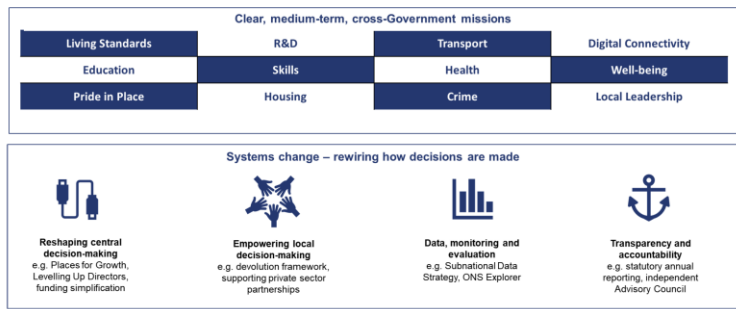 Clear, medium-term, cross-Government missions
Living Standards
R&D
Transport
Digital Connectivity
Education
Skills
Health
Well-being
Pride in Place
Housing
Crime
Local Leadership
Systems change – rewiring how decisions are made
Reshaping central
decision-making
e.g. Places for Growth,
Levelling Up Directors,
funding simplification
Empowering local
decision-making
e.g. devolution framework,
supporting private sector
partnerships
Data, monitoring and
evaluation
e.g. Subnational Data
Strategy, ONS Explorer
Transparency and
accountability
e.g. statutory annual
reporting, independent
Advisory Council